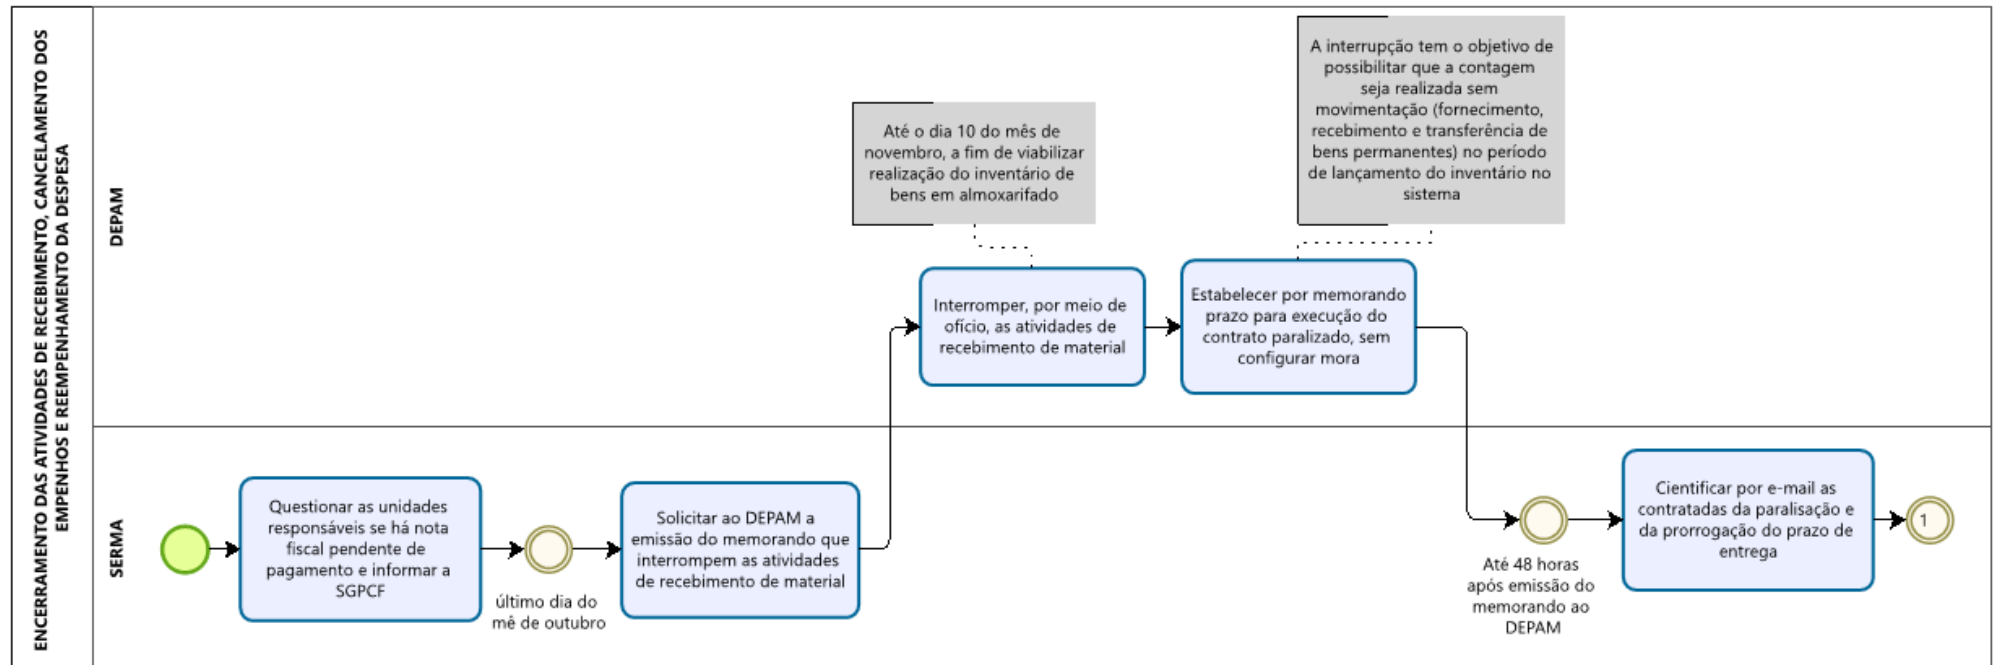 ENCERRAMENTO DAS ATIVIDADES DE RECEBIMENTO, CANCELAMENTO DOS
EMPENHOS E REEMPENHAMENTO DA DESPESA
DEPAM
Até o dia 10 do mês de
novembro, a fim de viabilizar
realização do inventário de
bens em almoxarifado
A interrupção tem o objetivo de
possibilitar que a contagem
seja realizada sem
movimentação (fornecimento,
recebimento e transferência de
bens permanentes) no período
de lançamento do inventário no
sistema
Interromper, por meio de
ofício, as atividades de
recebimento de material
Estabelecer por memorando
prazo para execução do
contrato paralizado, sem
configurar mora
SERMA
Questionar as unidades
responsáveis se há nota
fiscal pendente de
pagamento e informar a
SGPCF
último dia do
mê de outubro
Solicitar ao DEPAM a
emissão do memorando que
interrompem as atividades
de recebimento de material
Até 48 horas
após emissão do
memorando ao
DEPAM
Cientificar por e-mail as
contratadas da paralisação e
da prorrogação do prazo de
entrega
1